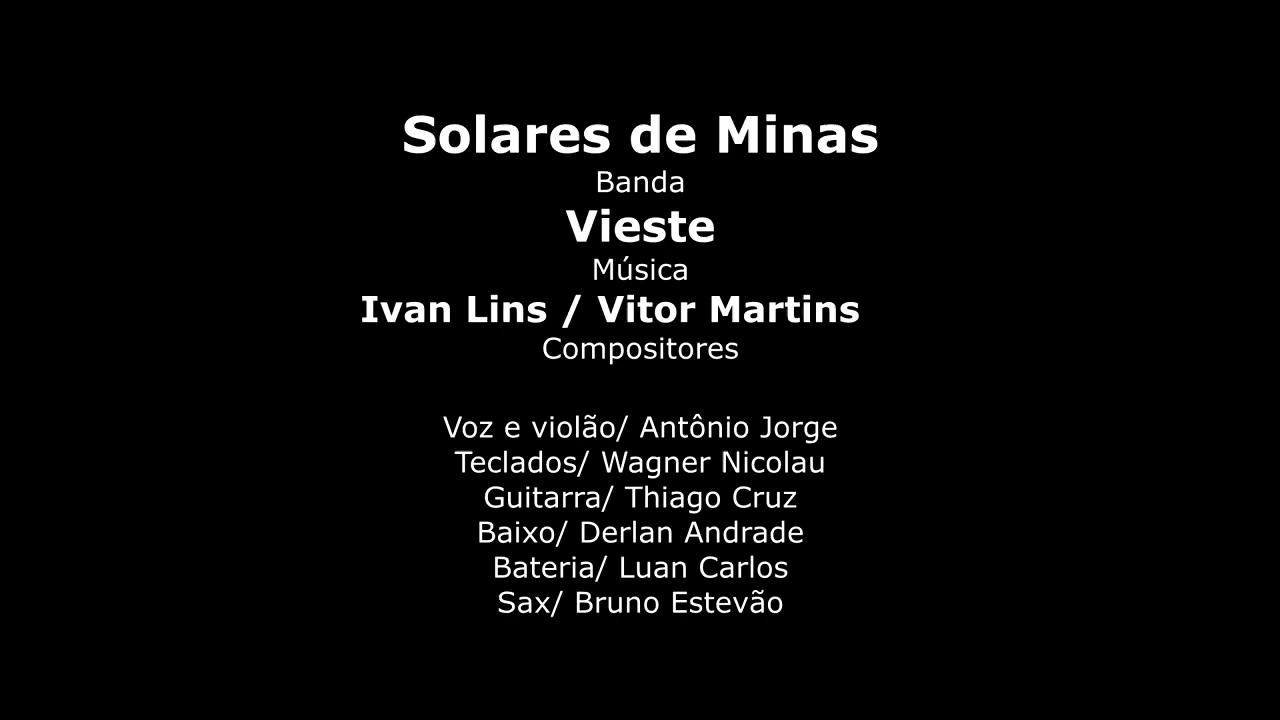 Solares de Minas
Banda
Vieste
Música
Ivan Lins / Vitor Martins
Compositores
Voz e violão/ Antônio Jorge
Teclados/ Wagner Nicolau
Guitarra/ Thiago Cruz
Baixo/ Derlan Andrade
Bateria/ Luan Carlos
Sax/ Bruno Estevão